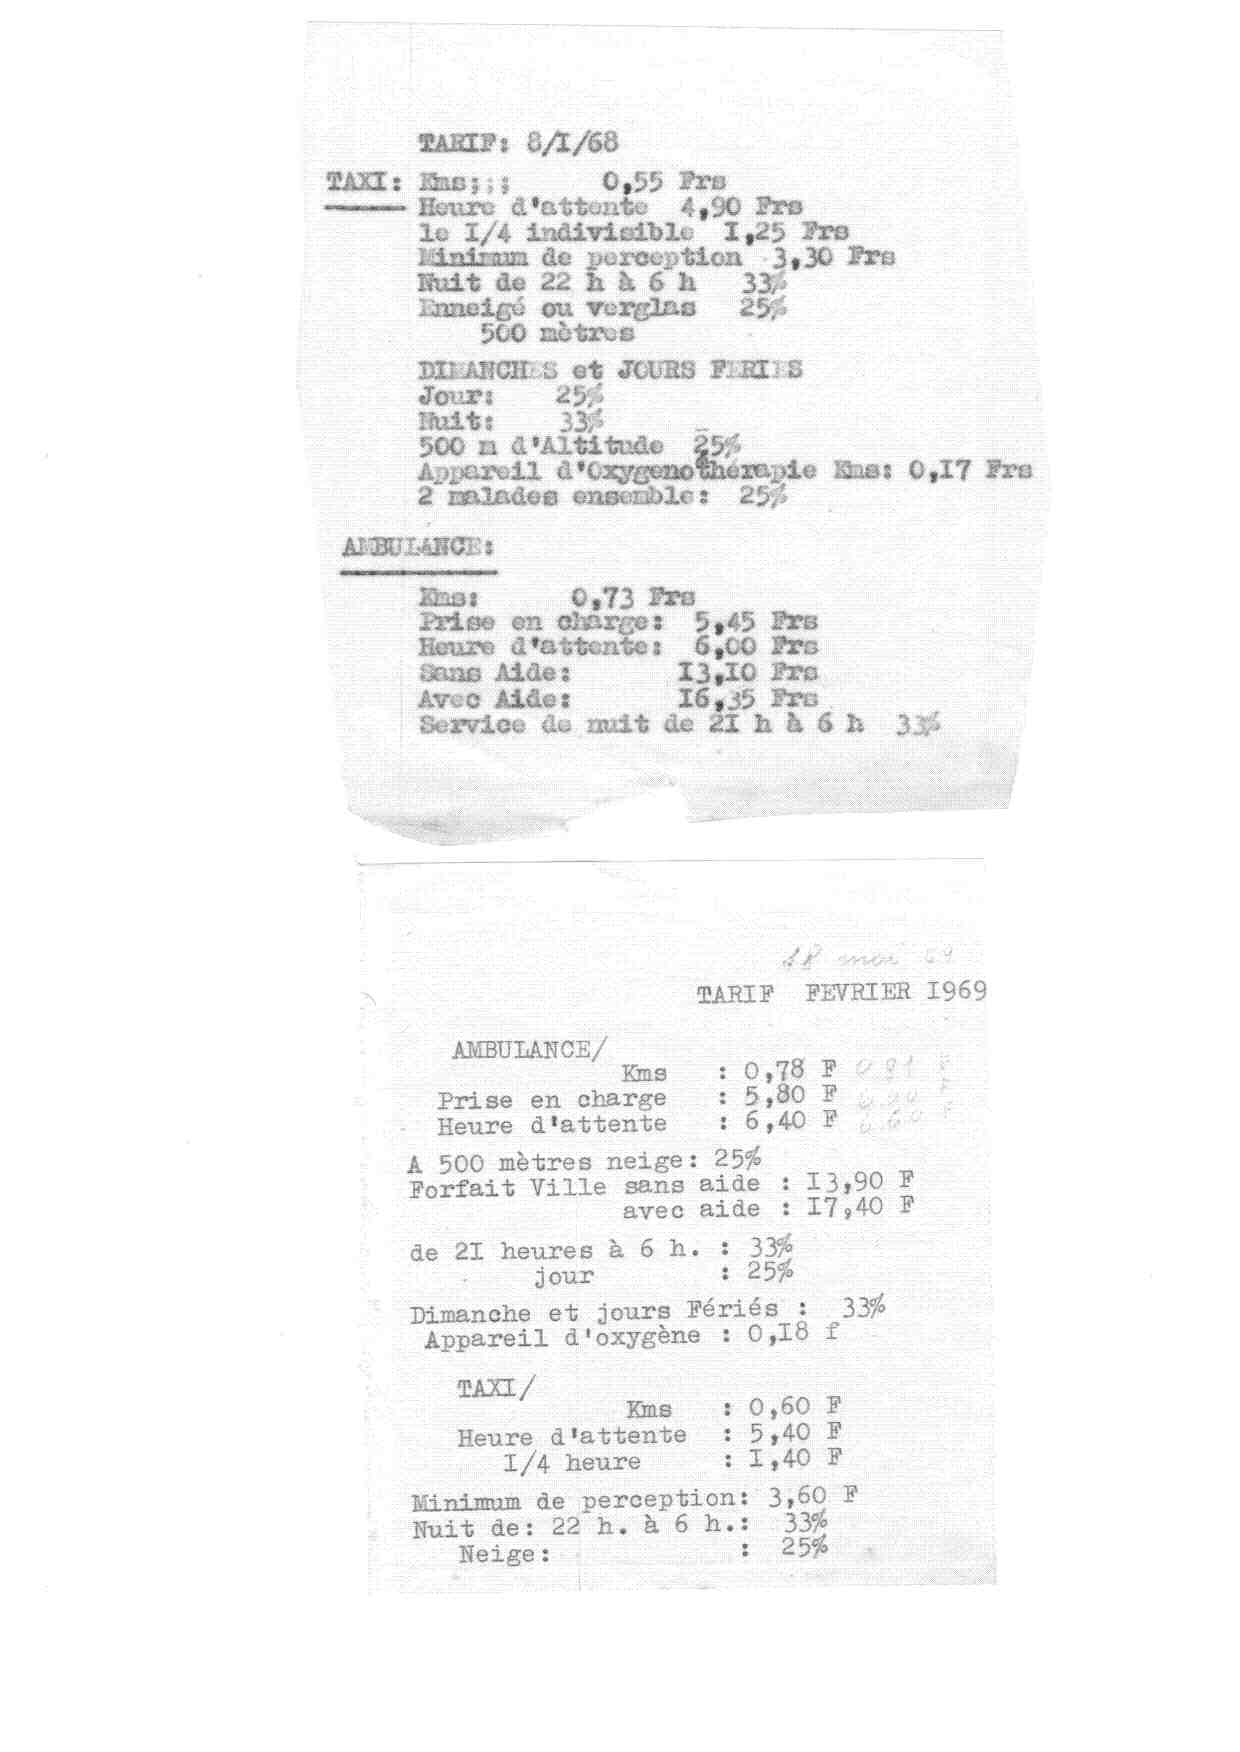 TARIF: 8/I/68
TAXI: Kms;;; 0,55 Frs
Heure d'attente 4,90 Frs
le I/4 indivisible I,25 Frs
Minimum de perception 3,30 Frs
Nuit de 22 h à 6 h 33%
Enneigé ou verglas 25%
500 mètres
DIMANCHES et JOURS FERIES
Jour: 25%
Nuit: 33%
500 m d'Altitude 25%
Appareil d'Oxygenothérapie Kms: 0,I7 Frs
2 malades ensemble: 25%
AMBULANCE:
Kms: 0,73 Frs
Prise en charge: 5,45 Frs
Heure d'attente: 6,00 Frs
Sans Aide: I3,I0 Frs
Avec Aide: I6,35 Frs
Service de nuit de 2I h à 6 h 33%
18 mai 69
TARIF FEVRIER I969
AMBULANCE/
Kms : 0,78 F 0 81 F
Prise en charge : 5,80 F
Heure d'attente : 6,40 F
A 500 mètres neige: 25%
Forfait Ville sans aide : I3,90 F
avec aide : I7,40 F
de 2I heures à 6 h. : 33%
jour : 25%
Dimanche et jours Fériés : 33%
Appareil d'oxygène : 0,I8 f
TAXI/
Kms : 0,60 F
Heure d'attente : 5,40 F
I/4 heure : I,40 F
Minimum de perception: 3,60 F
Nuit de: 22 h. à 6 h.: 33%
Neige: : 25%